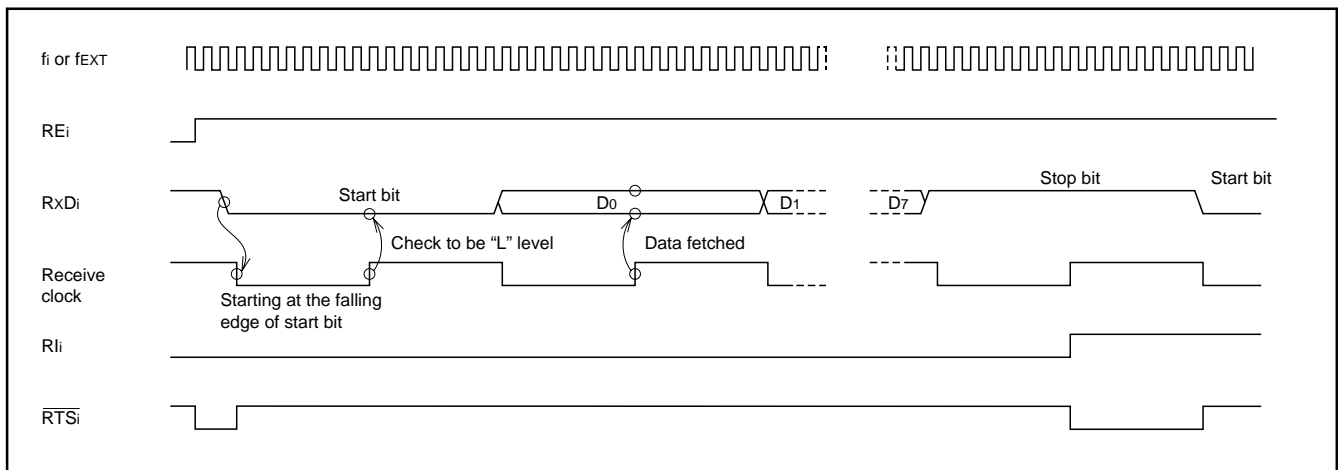 fi or fEXT
REi
RxDi
Start bit
D0
D1
D7
Stop bit
Start bit
Check to be “L” level
Data fetched
Receive
clock
Starting at the falling
edge of start bit
RIi
RTSi